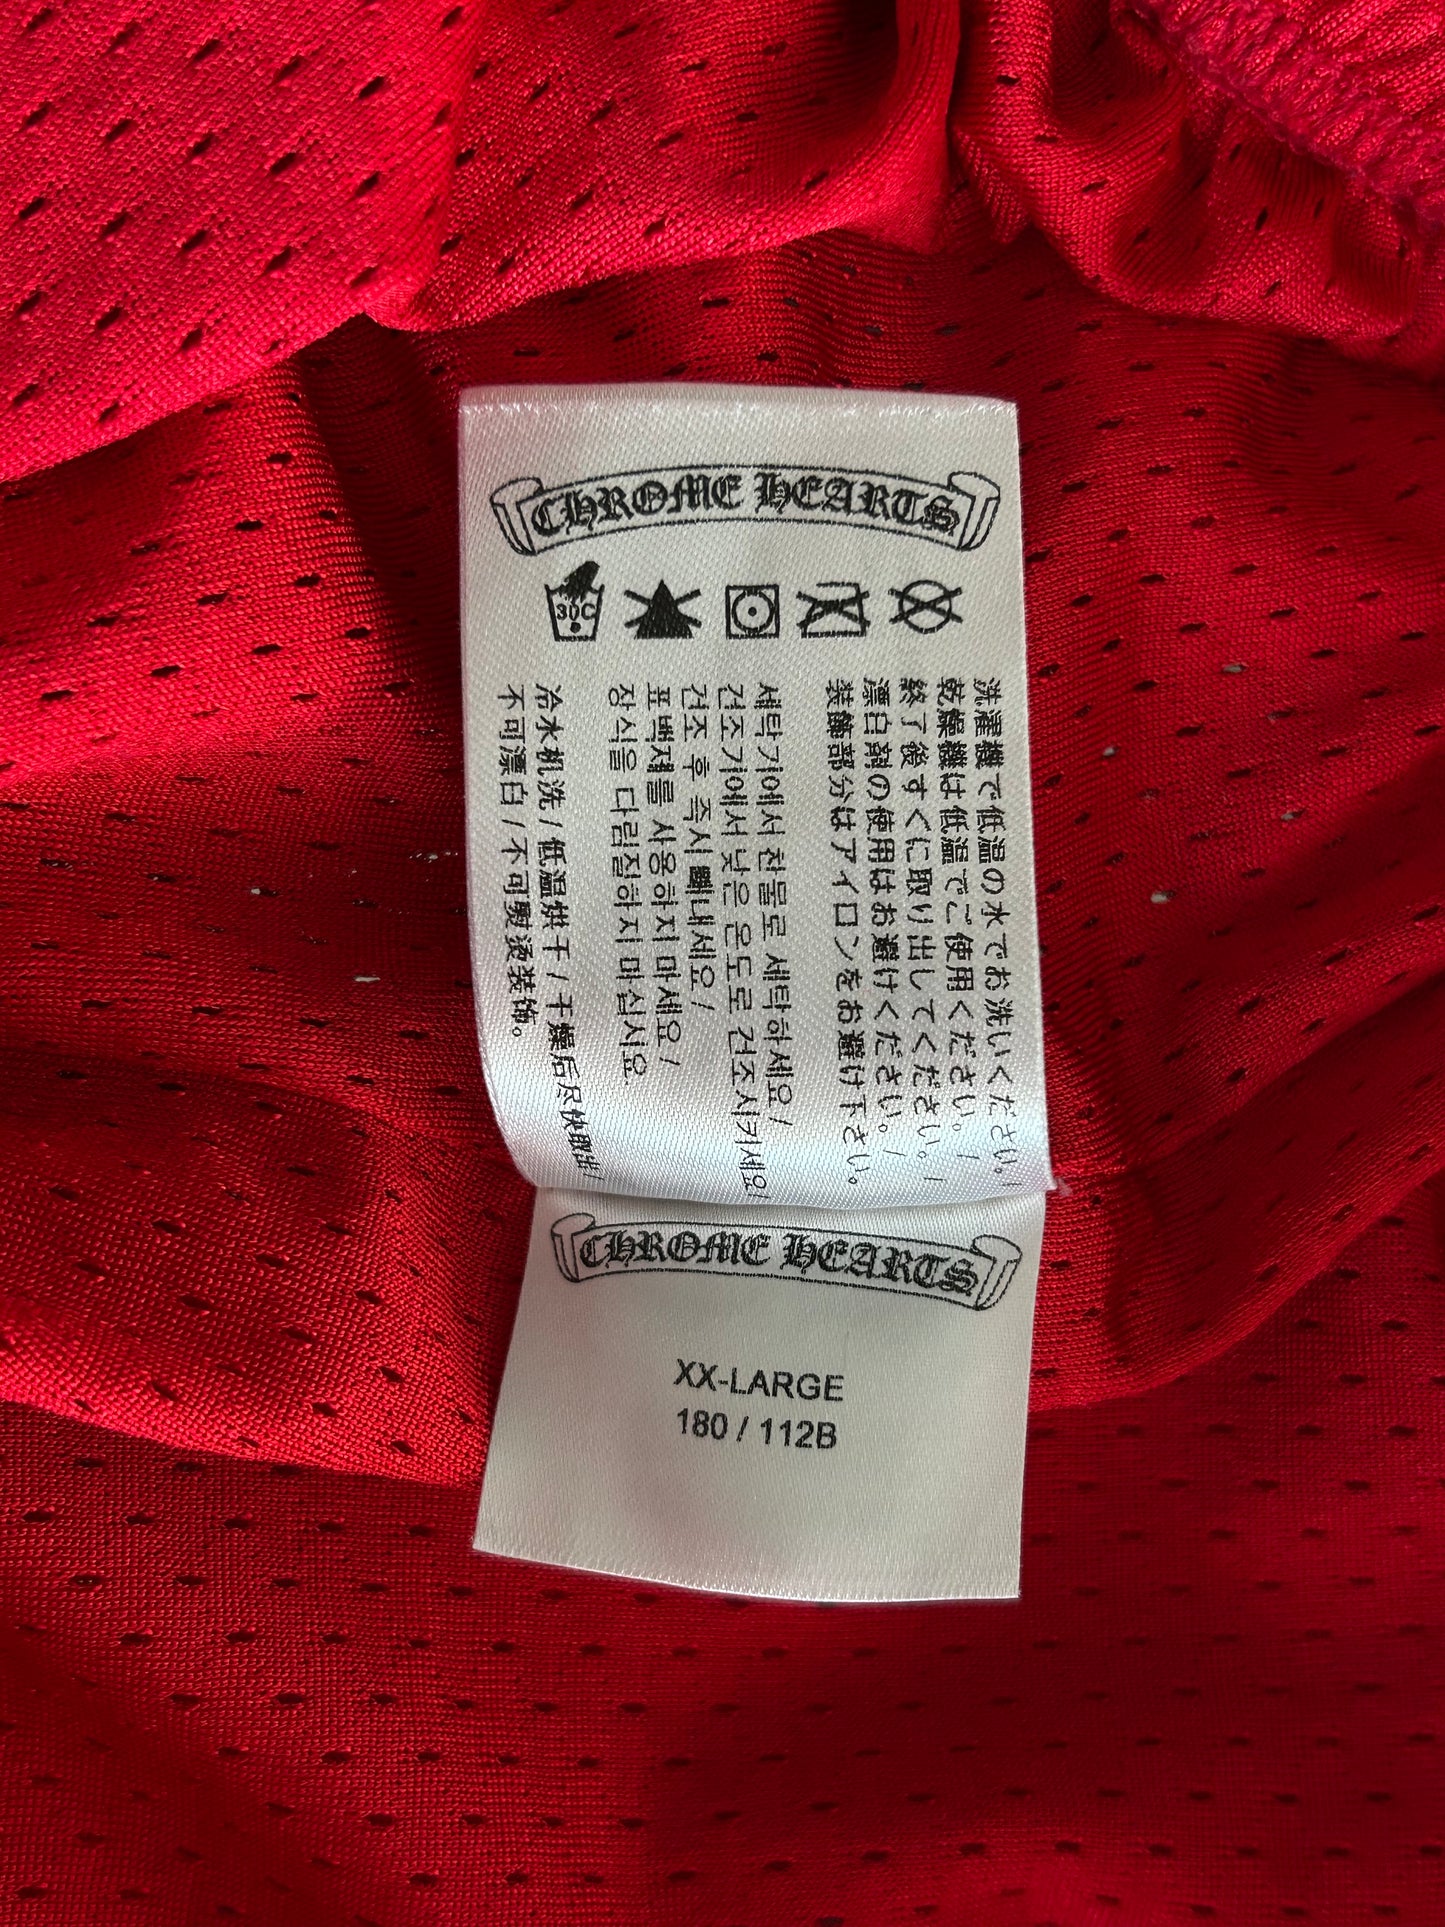 CHROME HEARTS
30C
洗濯機で低温の水でお洗いください。/
乾燥機は低温でご使用ください。/
終了後すぐに取り出してください。/
漂白剤の使用はお避けください。/
装飾部分はアイロンをお避け下さい。
세탁기에서 찬물로 세탁하세요/
건조기에서 낮은 온도로 건조시키세요/
건조 후 즉시 빼내세요/
표백제를 사용하지 마세요/
장식을 다림질하지 마십시요.
冷水机洗/低温烘干/干燥后尽快取出/
不可漂白/不可熨烫装饰。
CHROME HEARTS
XX-LARGE
180 / 112B